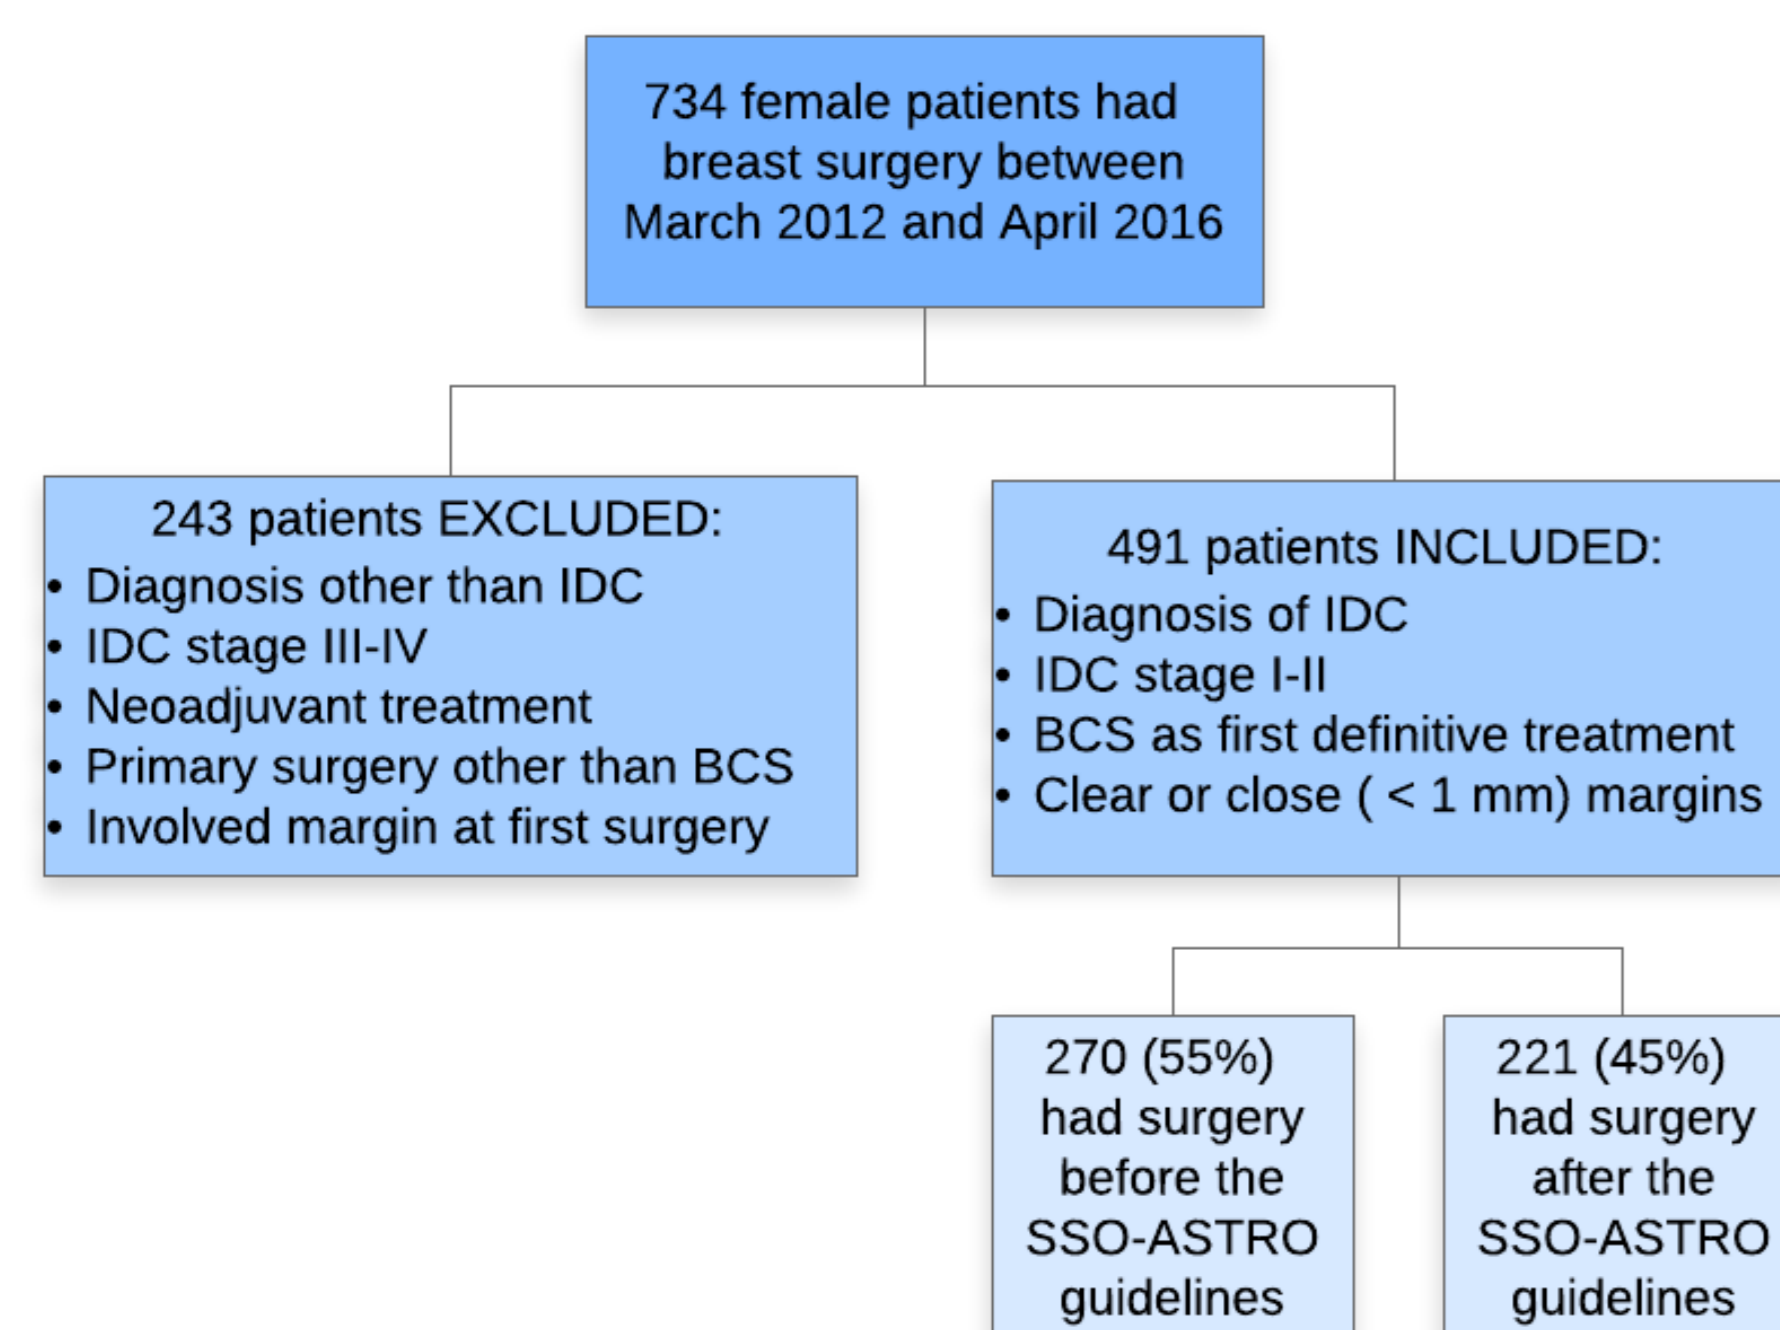 734 female patients had
breast surgery between
March 2012 and April 2016
243 patients EXCLUDED:
• Diagnosis other than IDC
• IDC stage III-IV
• Neoadjuvant treatment
• Primary surgery other than BCS
• Involved margin at first surgery
491 patients INCLUDED:
• Diagnosis of IDC
• IDC stage I-II
• BCS as first definitive treatment
• Clear or close ( < 1 mm) margins
270 (55%)
had surgery
before the
SSO-ASTRO
guidelines
221 (45%)
had surgery
after the
SSO-ASTRO
guidelines